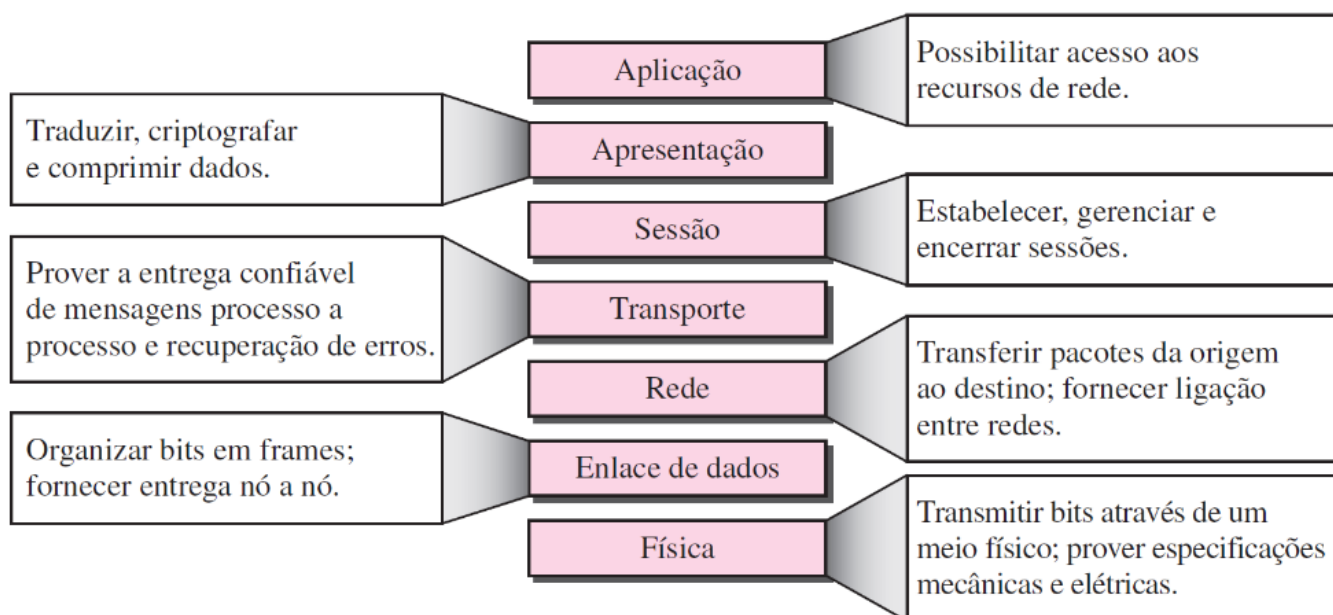 Aplicação
Possibilitar acesso aos
recursos de rede.
Traduzir, criptografar
e comprimir dados.
Apresentação
Sessão
Estabelecer, gerenciar e
encerrar sessões.
Prover a entrega confiável
de mensagens processo a
processo e recuperação de erros.
Transporte
Rede
Transferir pacotes da origem
ao destino; fornecer ligação
entre redes.
Organizar bits em frames;
fornecer entrega nó a nó.
Enlace de dados
Física
Transmitir bits através de um
meio físico; prover especificações
mecânicas e elétricas.